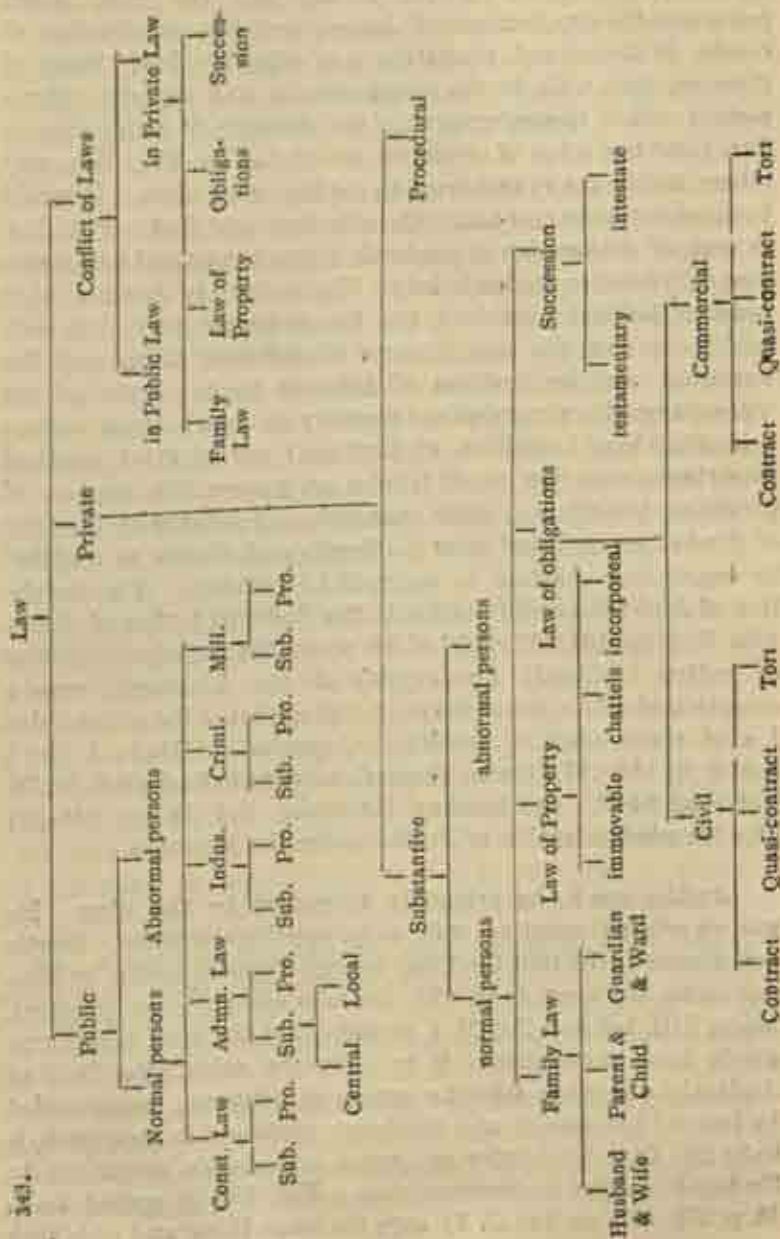 343.
Law
Public Private Conflict of Laws
Normal persons Abnormal persons in Public Law in Private Law
Const. Law Admn. Law Indus. Crimi. Mili. Family Law Law of Property Obliga-tions Succes-sion
Sub. Pro. Sub. Pro. Sub. Pro. Sub. Pro. Sub. Pro.
Central Local
Substantive Procedural
normal persons abnormal persons
Family Law Law of Property Law of obligations Succession
Husband & Wife Parent & Child Guardian & Ward immovable chattels incorporeal testamentary intestate
Civil Commercial
Contract Quasi-contract Tort Contract Quasi-contract Tort